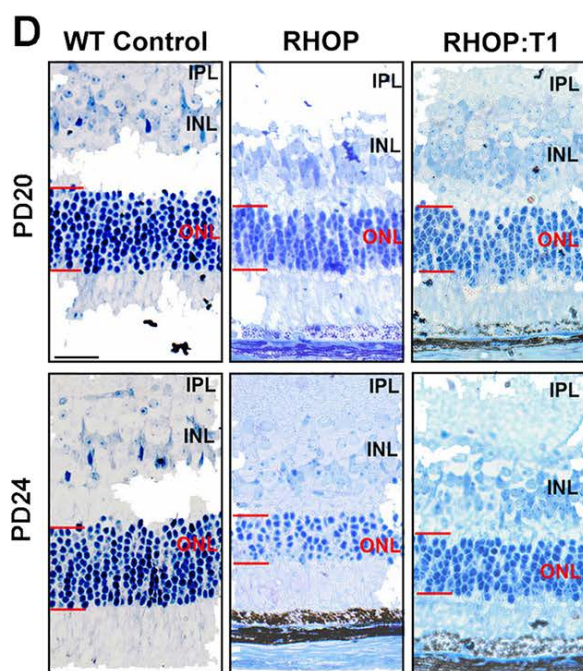 D
WT Control RHOP RHOP:T1
PD20
IPL IPL IPL
INL INL INL
ONL ONL ONL
PD24
IPL IPL IPL
INL INL INL
ONL ONL ONL